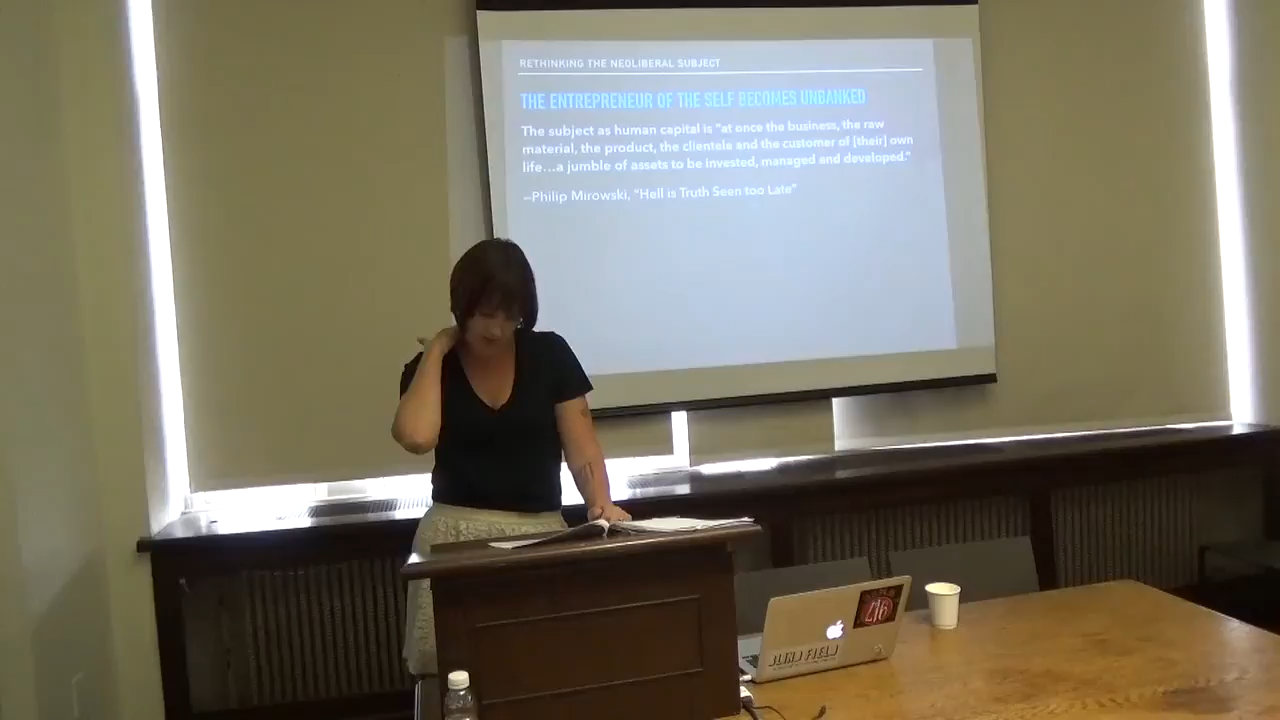 RETHINKING THE NEOLIBERAL SUBJECT
THE ENTREPRENEUR OF THE SELF BECOMES UNBANKED
The subject as human capital is "at once the business, the raw
material, the product, the clientele and the customer of [their] own
life…a jumble of assets to be invested, managed and developed."
—Philip Mirowski, "Hell is Truth Seen too Late"